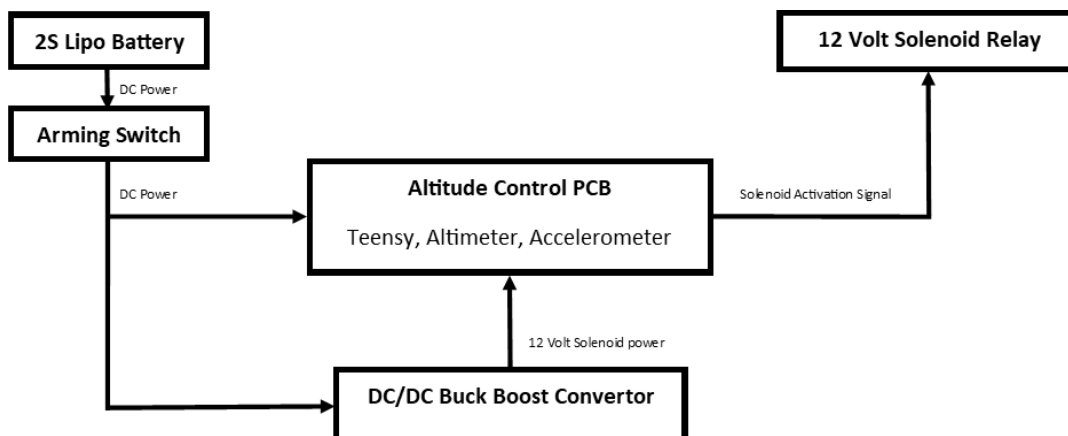 2S Lipo Battery
12 Volt Solenoid Relay
DC Power
Arming Switch
DC Power
Altitude Control PCB
Teensy, Altimeter, Accelerometer
Solenoid Activation Signal
12 Volt Solenoid power
DC/DC Buck Boost Convertor